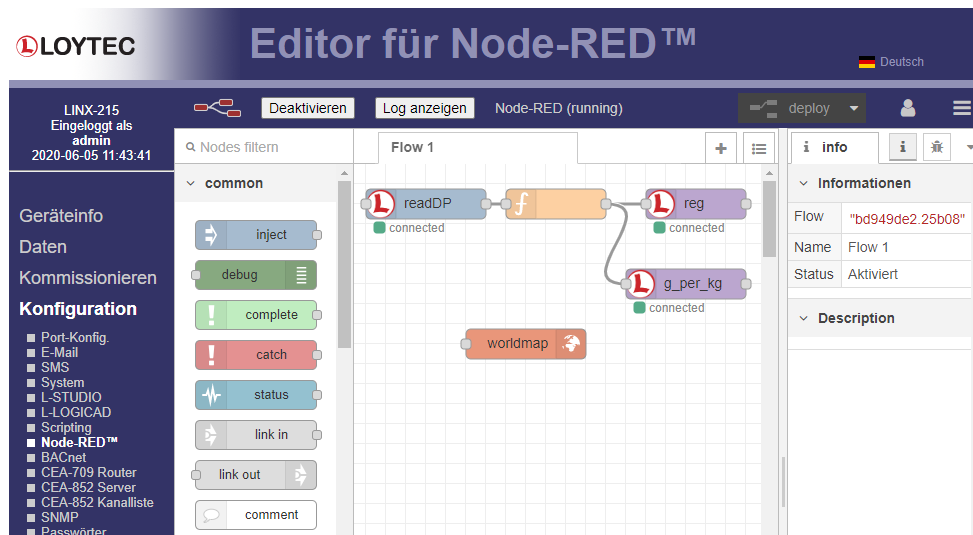 LOYTEC
Editor für Node-RED™
Deutsch
LINX-215
Eingeloggt als
admin
2020-06-05 11:43:41
Geräteinfo
Daten
Kommissionieren
Konfiguration
Port-Konfig.
E-Mail
SMS
System
L-STUDIO
L-LOGICAD
Scripting
Node-RED™
BACnet
CEA-709 Router
CEA-852 Server
CEA-852 Kanalliste
SNMP
Passwörter
Deaktivieren
Log anzeigen
Node-RED (running)
deploy
Nodes filtern
common
inject
debug
complete
catch
status
link in
link out
comment
Flow 1
readDP
connected
reg
connected
g_per_kg
connected
worldmap
info
Informationen
Flow "bd949de2.25b08"
Name Flow 1
Status Aktiviert
Description